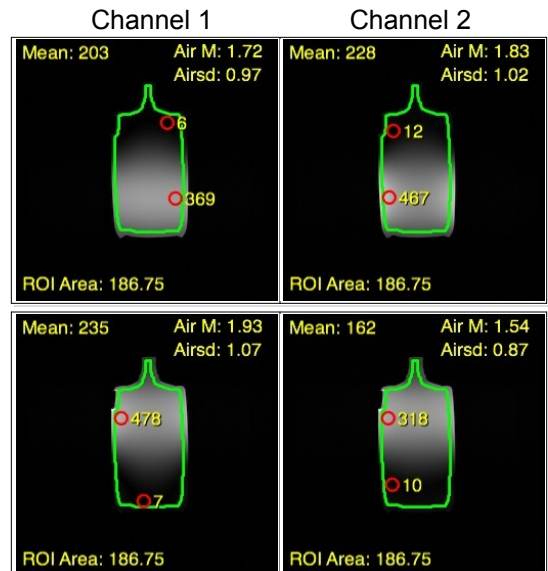 Channel 1 Channel 2
Mean: 203 Air M: 1.72
Airsd: 0.97
6
369
ROI Area: 186.75
Mean: 228 Air M: 1.83
Airsd: 1.02
12
467
ROI Area: 186.75
Mean: 235 Air M: 1.93
Airsd: 1.07
478
7
ROI Area: 186.75
Mean: 162 Air M: 1.54
Airsd: 0.87
318
10
ROI Area: 186.75